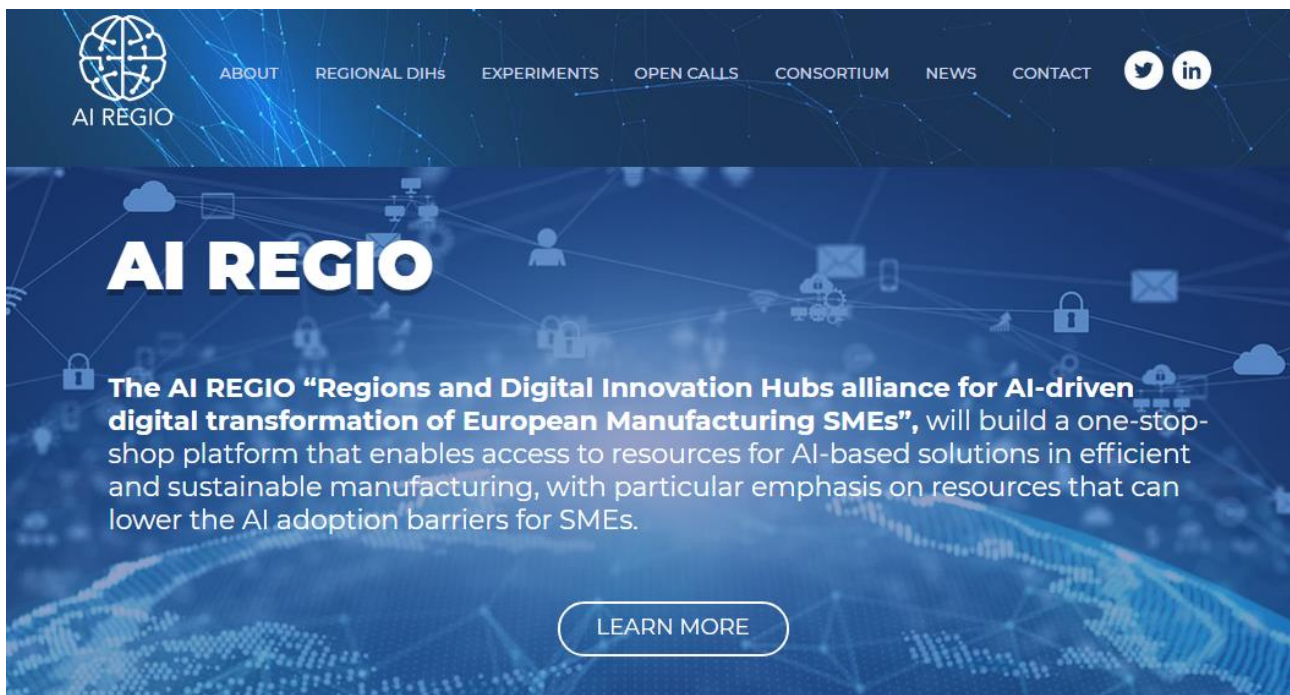 AI REGIO
ABOUT REGIONAL DIHs EXPERIMENTS OPEN CALLS CONSORTIUM NEWS CONTACT
in
AI REGIO
The AI REGIO “Regions and Digital Innovation Hubs alliance for AI-driven
digital transformation of European Manufacturing SMEs”, will build a one-stop-
shop platform that enables access to resources for AI-based solutions in efficient
and sustainable manufacturing, with particular emphasis on resources that can
lower the AI adoption barriers for SMEs.
LEARN MORE